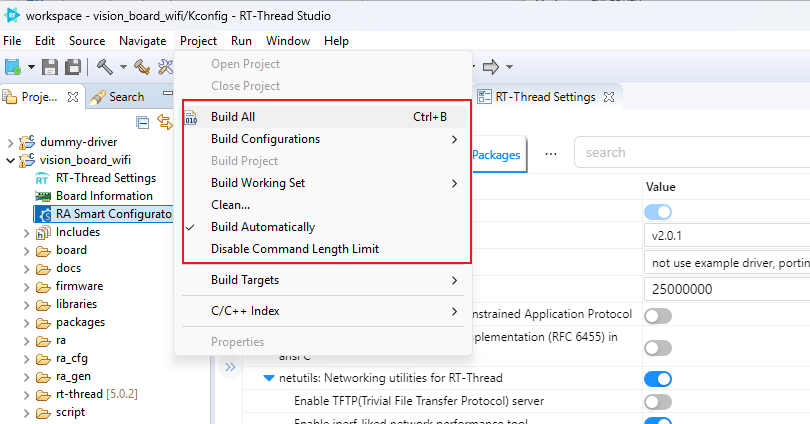 workspace - vision_board_wifi/Kconfig - RT-Thread Studio
File Edit Source Navigate Project Run Window Help
Proje... Search
dummy-driver
vision_board_wifi
RT-Thread Settings
Board Information
RA Smart Configurato
Includes
board
docs
firmware
libraries
packages
ra
ra_cfg
ra_gen
rt-thread [5.0.2]
script
Open Project
Close Project
010 Build All Ctrl+B
Build Configurations
Build Project
Build Working Set
Clean...
Build Automatically
Disable Command Length Limit
Build Targets
C/C++ Index
Properties
RT-Thread Settings
Packages ... search
Value
v2.0.1
not use example driver, portin
25000000
nstrained Application Protocol
plementation (RFC 6455) in
ansi C
netutils: Networking utilities for RT-Thread
Enable TFTP(Trivial File Transfer Protocol) server
Enable iperf-liked network performance tool